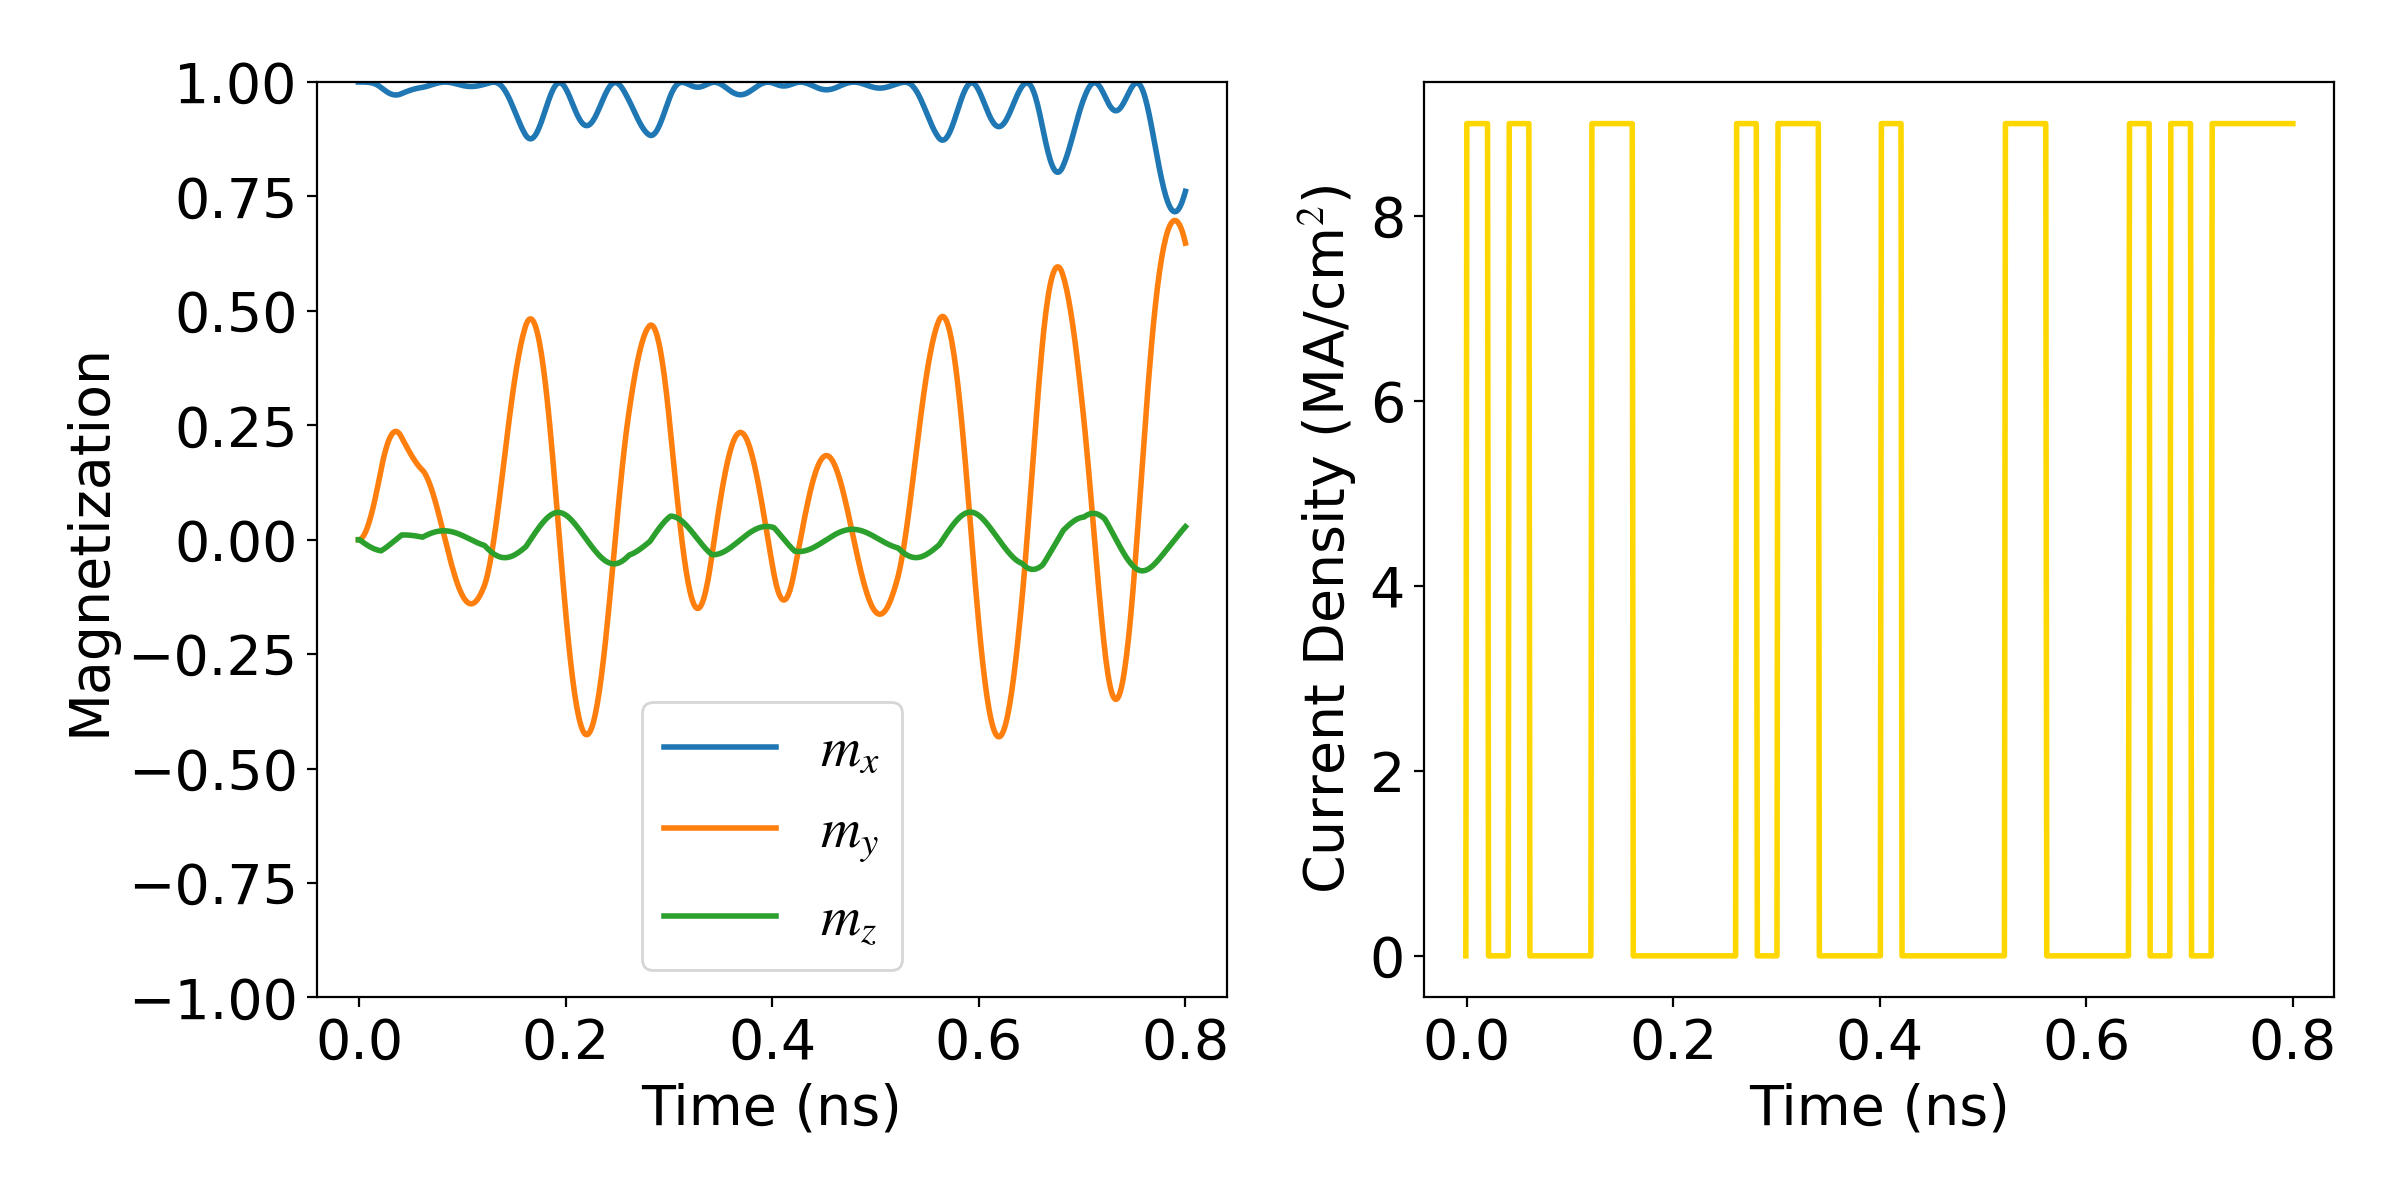 Magnetization
1.00
0.75
0.50
0.25
0.00
−0.25
−0.50
−0.75
−1.00
0.0 0.2 0.4 0.6 0.8
Time (ns)
m_x
m_y
m_z
Current Density (MA/cm²)
8
6
4
2
0
0.0 0.2 0.4 0.6 0.8
Time (ns)